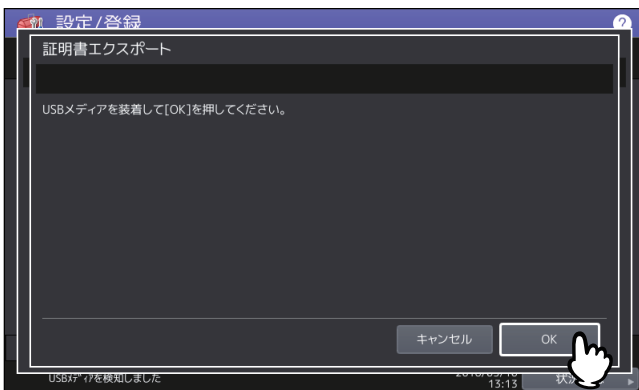 設定/登録
?
証明書エクスポート
USBメディアを装着して[OK]を押してください。
キャンセル
OK
USBﾒﾃﾞｨｱを検知しました
13:13